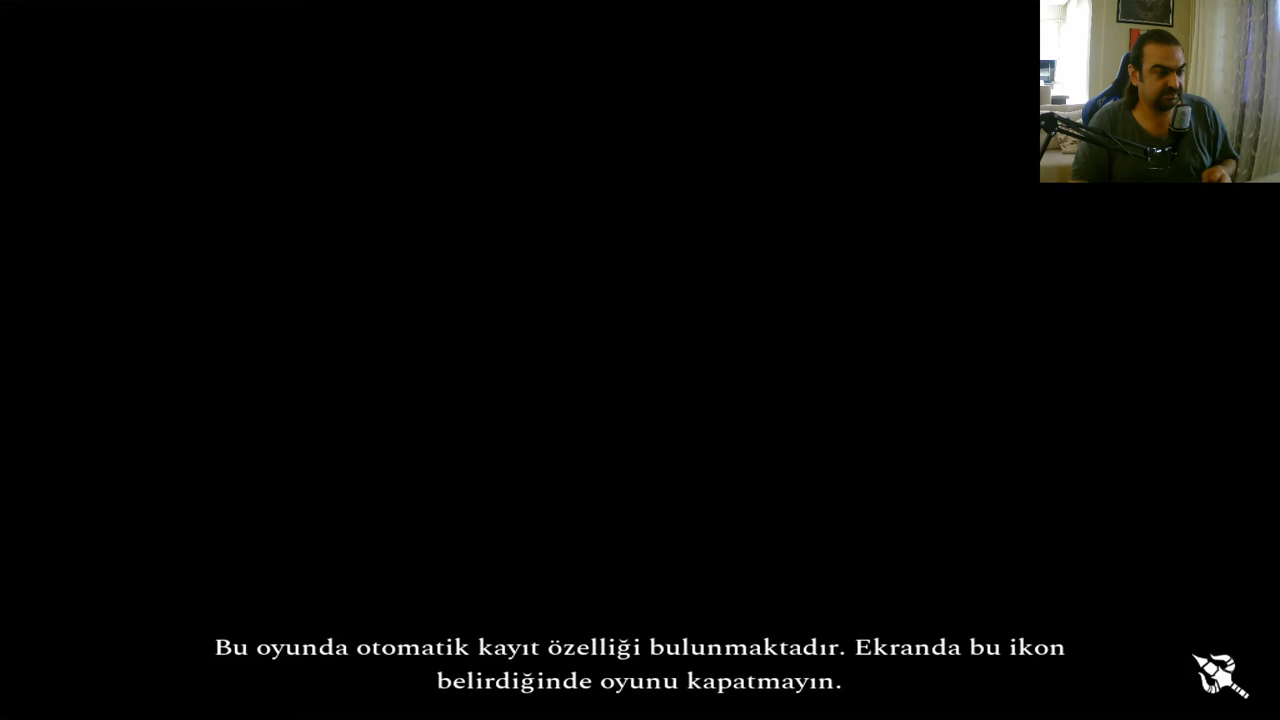 Bu oyunda otomatik kayıt özelliği bulunmaktadır. Ekranda bu ikon
belirdiğinde oyunu kapatmayın.